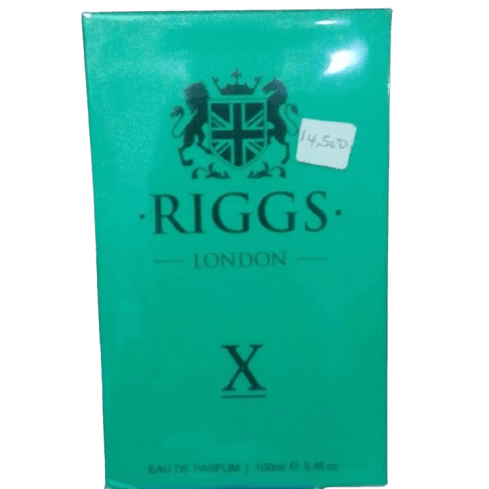 14,500
·RIGGS·
LONDON
X
EAU DE PARFUM | 100ml ℮ 3.4fl oz